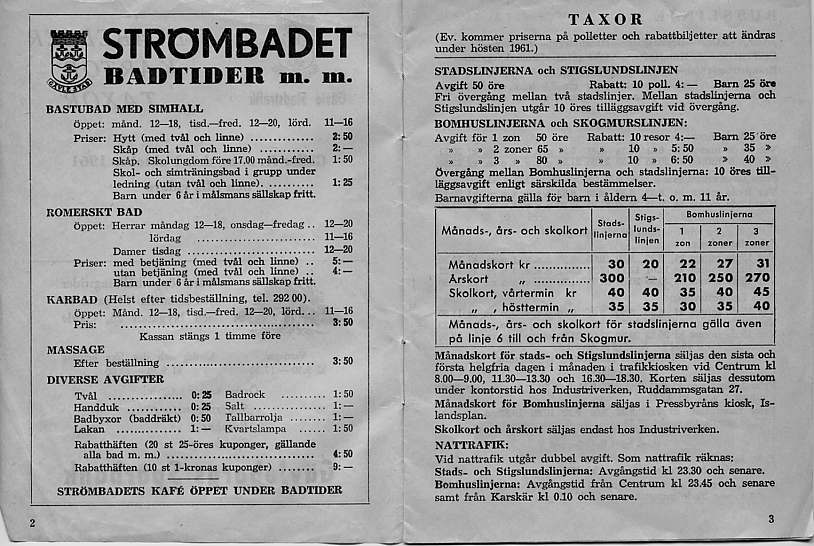 STRÖMBADET
BADTIDER m. m.
GÄVLE STAD
BASTUBAD MED SIMHALL
Öppet: månd. 12—18, tisd.—fred. 12—20, lörd. 11—16
Priser: Hytt (med tvål och linne) .............. 2:50
Skåp (med tvål och linne) .............. 2:—
Skåp. Skolungdom före 17.00 månd.-fred. 1:50
Skol- och simträningsbad i grupp under
ledning (utan tvål och linne)............ 1:25
Barn under 6 år i målsmans sällskap fritt.
ROMERSKT BAD
Öppet: Herrar måndag 12—18, onsdag—fredag .. 12—20
lördag ........................ 11—16
Damer tisdag ........................ 12—20
Priser: med betjäning (med tvål och linne) .. 5:—
utan betjäning (med tvål och linne) .. 4:—
Barn under 6 år i målsmans sällskap fritt.
KARBAD (Helst efter tidsbeställning, tel. 292 00).
Öppet: Månd. 12—18, tisd.—fred. 12—20, lörd. .. 11—16
Pris: ........................................ 3:50
Kassan stängs 1 timme före
MASSAGE
Efter beställning .............................. 3:50
DIVERSE AVGIFTER
Tvål ................ 0:25 Badrock .......... 1:50
Handduk ............ 0:25 Salt ................ 1:—
Badbyxor (baddräkt) 0:50 Tallbarrolja ....... 1:—
Lakan .............. 1:— Kvartslampa ...... 1:50
Rabatthäften (20 st 25-öres kuponger, gällande
alla bad m. m.) ............................ 4:50
Rabatthäften (10 st 1-kronas kuponger) ........ 9:—
STRÖMBADETS KAFÉ ÖPPET UNDER BADTIDER
2
TAXOR
(Ev. kommer priserna på polletter och rabattbiljetter att ändras
under hösten 1961.)
STADSLINJERNA och STIGSLUNDSLINJEN
Avgift 50 öre Rabatt: 10 poll. 4:— Barn 25 öre
Fri övergång mellan två stadslinjer. Mellan stadslinjerna och
Stigslundslinjen utgår 10 öres tilläggsavgift vid övergång.
BOMHUSLINJERNA och SKOGMURSLINJEN:
Avgift för 1 zon 50 öre Rabatt: 10 resor 4:— Barn 25 öre
» » 2 zoner 65 » » 10 » 5:50 » 35 »
» » 3 » 80 » » 10 » 6:50 » 40 »
Övergång mellan Bomhuslinjerna och stadslinjerna: 10 öres till-
läggsavgift enligt särskilda bestämmelser.
Barnavgifterna gälla för barn i åldern 4—t. o. m. 11 år.
Månads-, års- och skolkort Stads-linjerna Stigs-lunds-linjen Bomhuslinjerna
1 zon 2 zoner 3 zoner
Månadskort kr .............. 30 20 22 27 31
Årskort „ .............. 300 — 210 250 270
Skolkort, vårtermin kr 40 40 35 40 45
„ , hösttermin „ 35 35 30 35 40
Månads-, års- och skolkort för stadslinjerna gälla även
på linje 6 till och från Skogmur.
Månadskort för stads- och Stigslundslinjerna säljas den sista och
första helgfria dagen i månaden i trafikkiosken vid Centrum kl
8.00—9.00, 11.30—13.30 och 16.30—18.30. Korten säljas dessutom
under kontorstid hos Industriverken, Ruddammsgatan 27.
Månadskort för Bomhuslinjerna säljas i Pressbyråns kiosk, Is-
landsplan.
Skolkort och årskort säljas endast hos Industriverken.
NATTRAFIK:
Vid nattrafik utgår dubbel avgift. Som nattrafik räknas:
Stads- och Stigslundslinjerna: Avgångstid kl 23.30 och senare.
Bomhuslinjerna: Avgångstid från Centrum kl 23.45 och senare
samt från Karskär kl 0.10 och senare.
3